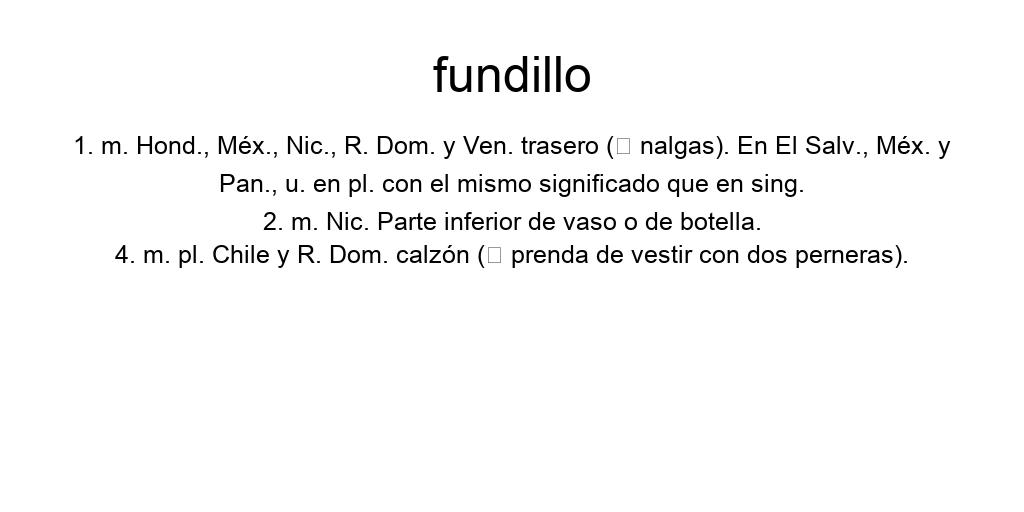 fundillo
1. m. Hond., Méx., Nic., R. Dom. y Ven. trasero (▯ nalgas). En El Salv., Méx. y
Pan., u. en pl. con el mismo significado que en sing.
2. m. Nic. Parte inferior de vaso o de botella.
4. m. pl. Chile y R. Dom. calzón (▯ prenda de vestir con dos perneras).